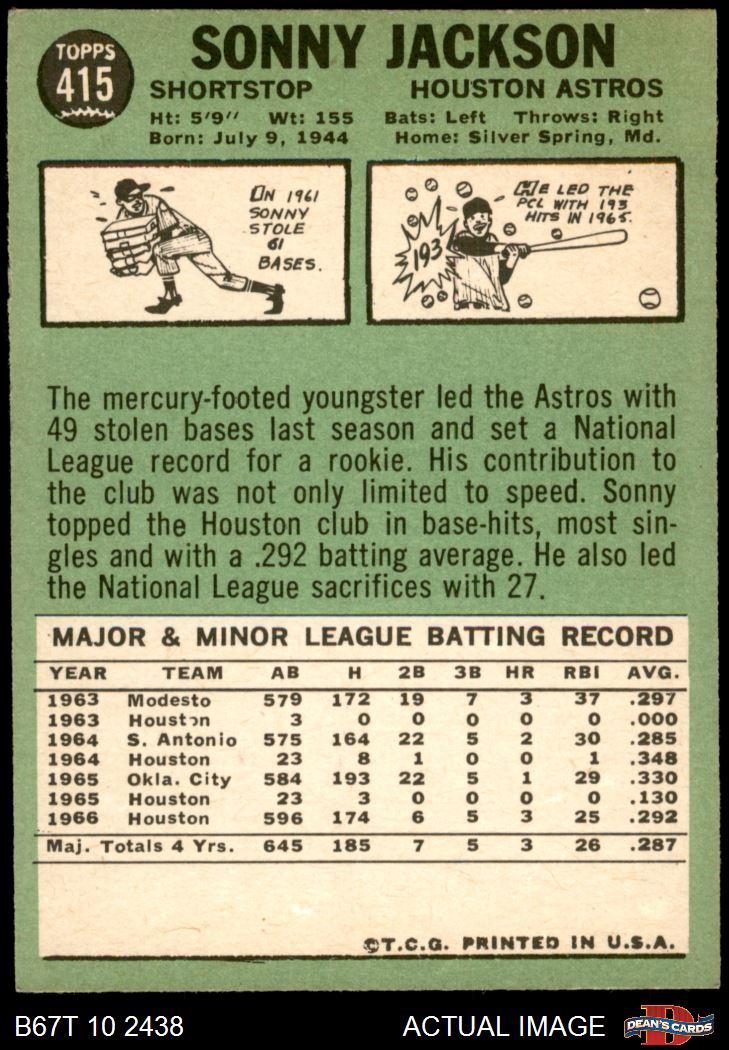 TOPPS
415
SONNY JACKSON
SHORTSTOP HOUSTON ASTROS
Ht: 5'9" Wt: 155 Bats: Left Throws: Right
Born: July 9, 1944 Home: Silver Spring, Md.
IN 1961
SONNY
STOLE
61
BASES.
HE LED THE
PCL WITH 193
HITS IN 1965.
193
The mercury-footed youngster led the Astros with
49 stolen bases last season and set a National
League record for a rookie. His contribution to
the club was not only limited to speed. Sonny
topped the Houston club in base-hits, most sin-
gles and with a .292 batting average. He also led
the National League sacrifices with 27.
MAJOR & MINOR LEAGUE BATTING RECORD
YEAR TEAM AB H 2B 3B HR RBI AVG.
1963 Modesto 579 172 19 7 3 37 .297
1963 Houston 3 0 0 0 0 0 .000
1964 S. Antonio 575 164 22 5 2 30 .285
1964 Houston 23 8 1 0 0 1 .348
1965 Okla. City 584 193 22 5 1 29 .330
1965 Houston 23 3 0 0 0 0 .130
1966 Houston 596 174 6 5 3 25 .292
Maj. Totals 4 Yrs. 645 185 7 5 3 26 .287
©T.C.G. PRINTED IN U.S.A.
B67T 10 2438 ACTUAL IMAGE
D
DEAN'S CARDS